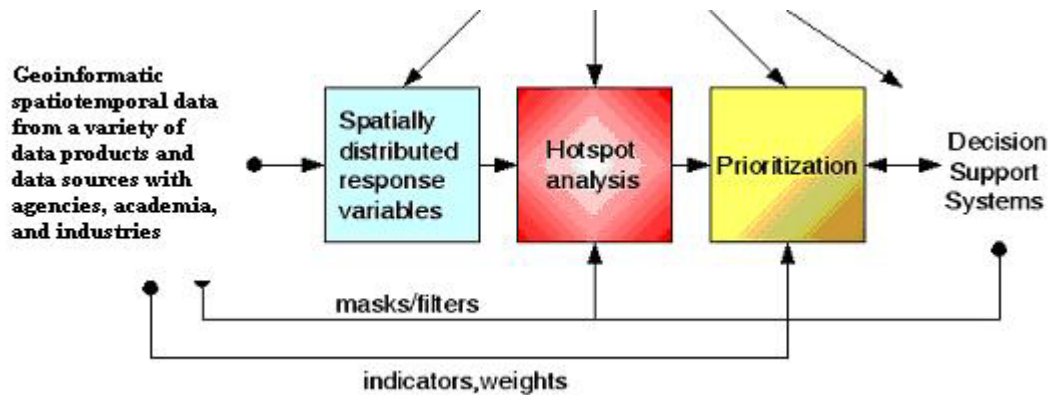 Geoinformatic
spatiotemporal data
from a variety of
data products and
data sources with
agencies, academia,
and industries
Spatially
distributed
response
variables
Hotspot
analysis
Prioritization
Decision
Support
Systems
masks/filters
indicators,weights